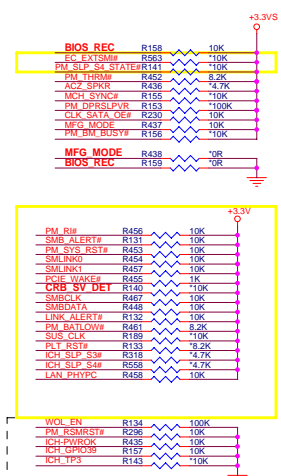 +3.3VS
BIOS_REC R158 10K
EC_EXTSMI# R563 *10K
PM_SLP_S4_STATE# R141 *10K
PM_THRM# R452 8.2K
ACZ_SPKR R436 *4.7K
MCH_SYNC# R155 *10K
PM_DPRSLPVR R153 *100K
CLK_SATA_OE# R230 10K
MFG_MODE R437 10K
PM_BM_BUSY# R156 *10K
MFG_MODE R438 *0R
BIOS_REC R159 *0R
+3.3V
PM_RI# R456 10K
SMB_ALERT# R131 10K
PM_SYS_RST# R453 10K
SMLINK0 R454 10K
SMLINK1 R457 10K
PCIE_WAKE# R455 1K
CRB_SV_DET R140 *10K
SMBCLK R467 10K
SMBDATA R448 10K
LINK_ALERT# R132 10K
PM_BATLOW# R461 8.2K
SUS_CLK R189 *10K
PLT_RST# R133 *8.2K
ICH_SLP_S3# R318 *4.7K
ICH_SLP_S4# R558 *4.7K
LAN_PHYPC R458 10K
WOL_EN R134 100K
PM_RSMRST# R296 10K
ICH-PWROK R435 10K
ICH_GPIO39 R157 10K
ICH_TP3 R143 *10K